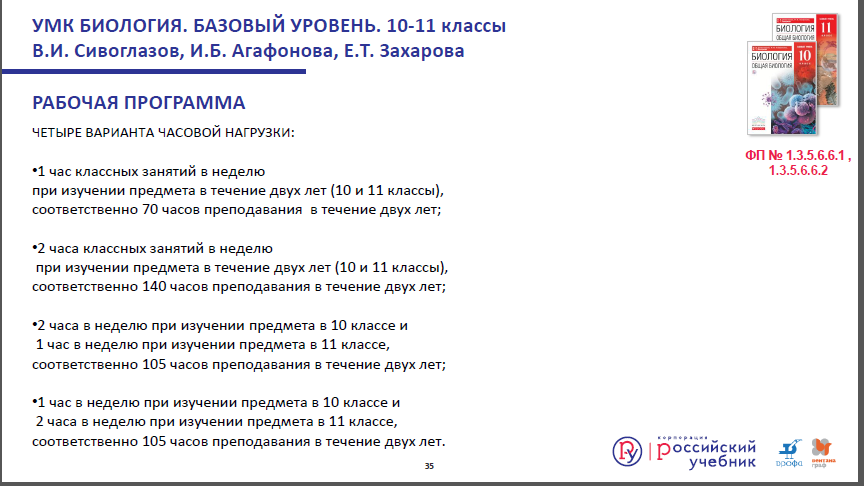 УМК БИОЛОГИЯ. БАЗОВЫЙ УРОВЕНЬ. 10-11 классы
В.И. Сивоглазов, И.Б. Агафонова, Е.Т. Захарова
БИОЛОГИЯ
11
БИОЛОГИЯ
ОБЩАЯ БИОЛОГИЯ
10
ФП № 1.3.5.6.6.1 ,
1.3.5.6.6.2
РАБОЧАЯ ПРОГРАММА
ЧЕТЫРЕ ВАРИАНТА ЧАСОВОЙ НАГРУЗКИ:
•1 час классных занятий в неделю
при изучении предмета в течение двух лет (10 и 11 классы),
соответственно 70 часов преподавания в течение двух лет;
•2 часа классных занятий в неделю
при изучении предмета в течение двух лет (10 и 11 классы),
соответственно 140 часов преподавания в течение двух лет;
•2 часа в неделю при изучении предмета в 10 классе и
1 час в неделю при изучении предмета в 11 классе,
соответственно 105 часов преподавания в течение двух лет;
•1 час в неделю при изучении предмета в 10 классе и
2 часа в неделю при изучении предмета в 11 классе,
соответственно 105 часов преподавания в течение двух лет.
35
РУ
корпорация
российский
учебник
дрофа
вентана
граф